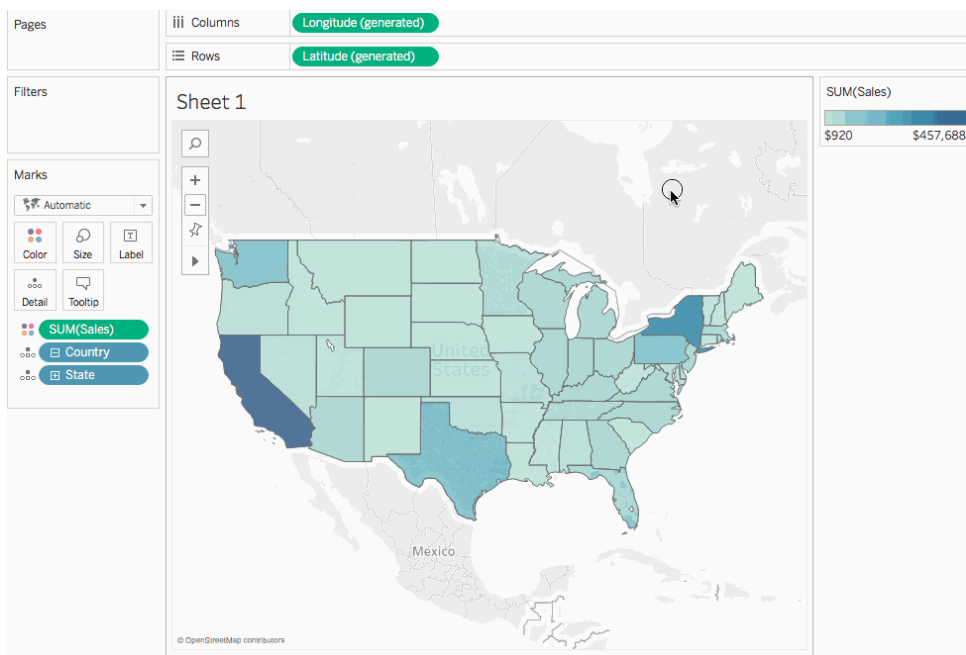 Pages
Columns
Longitude (generated)
Rows
Latitude (generated)
Filters
Marks
Automatic
Color
Size
Label
Detail
Tooltip
SUM(Sales)
Country
State
Sheet 1
United
States
Mexico
© OpenStreetMap contributors
SUM(Sales)
$920
$457,688